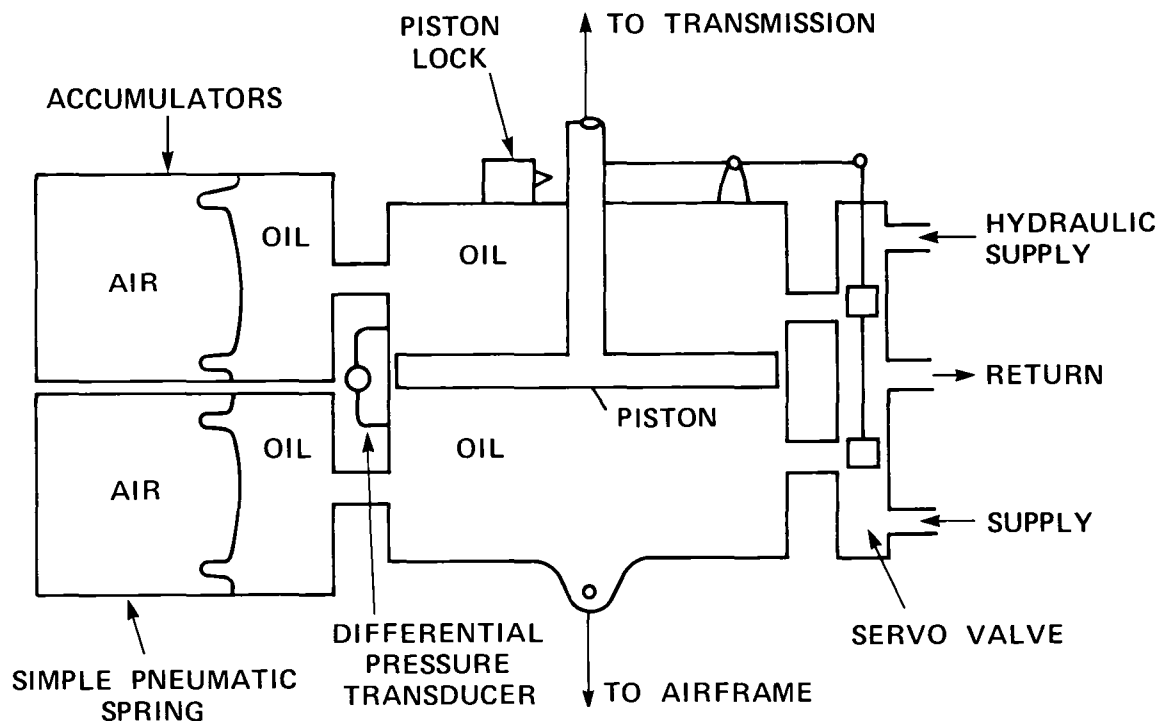 PISTON
LOCK
TO TRANSMISSION
ACCUMULATORS
OIL
OIL
AIR
HYDRAULIC
SUPPLY
RETURN
PISTON
OIL
OIL
AIR
SUPPLY
DIFFERENTIAL
PRESSURE
TRANSDUCER
SERVO VALVE
SIMPLE PNEUMATIC
SPRING
TO AIRFRAME